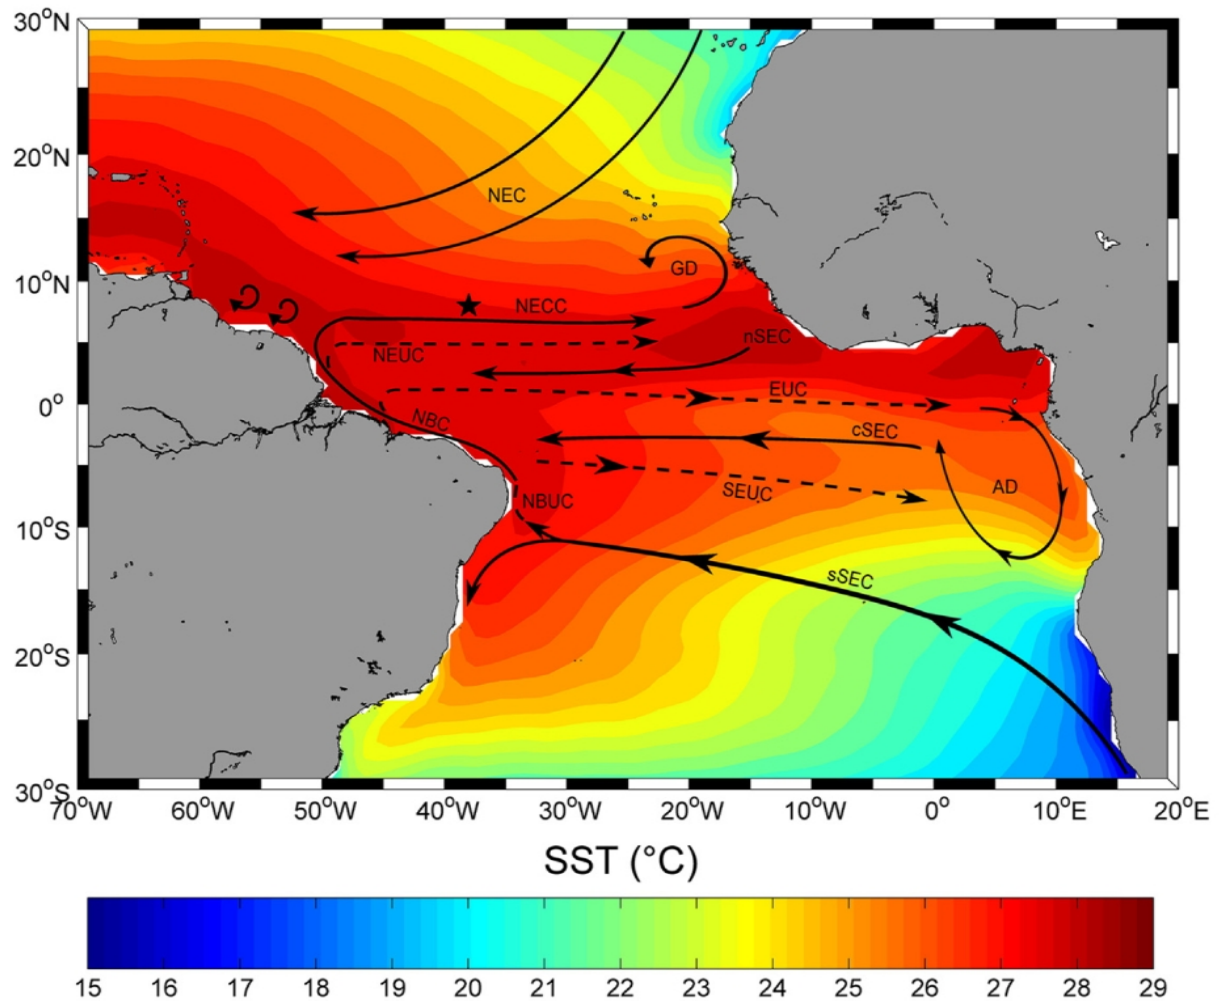 30°N
20°N
10°N
0°
10°S
20°S
30°S
NEC
GD
NECC
NEUC
nSEC
EUC
NBC
cSEC
SEUC
AD
NBUC
sSEC
70°W 60°W 50°W 40°W 30°W 20°W 10°W 0° 10°E 20°E
SST (°C)
15 16 17 18 19 20 21 22 23 24 25 26 27 28 29